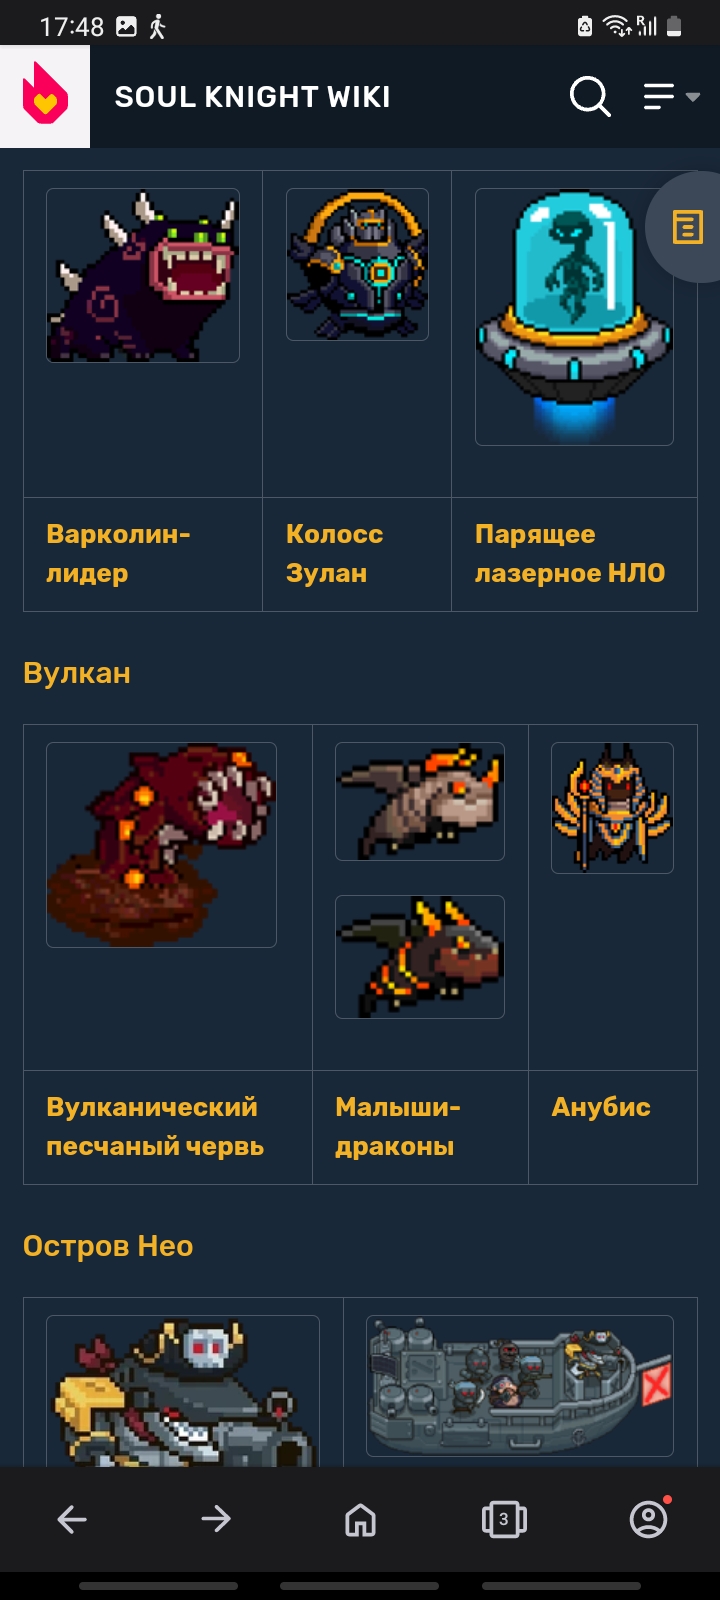 17:48
R
SOUL KNIGHT WIKI
Варколин-
лидер
Колосс
Зулан
Парящее
лазерное НЛО
Вулкан
Вулканический
песчаный червь
Малыши-
драконы
Анубис
Остров Нео
3